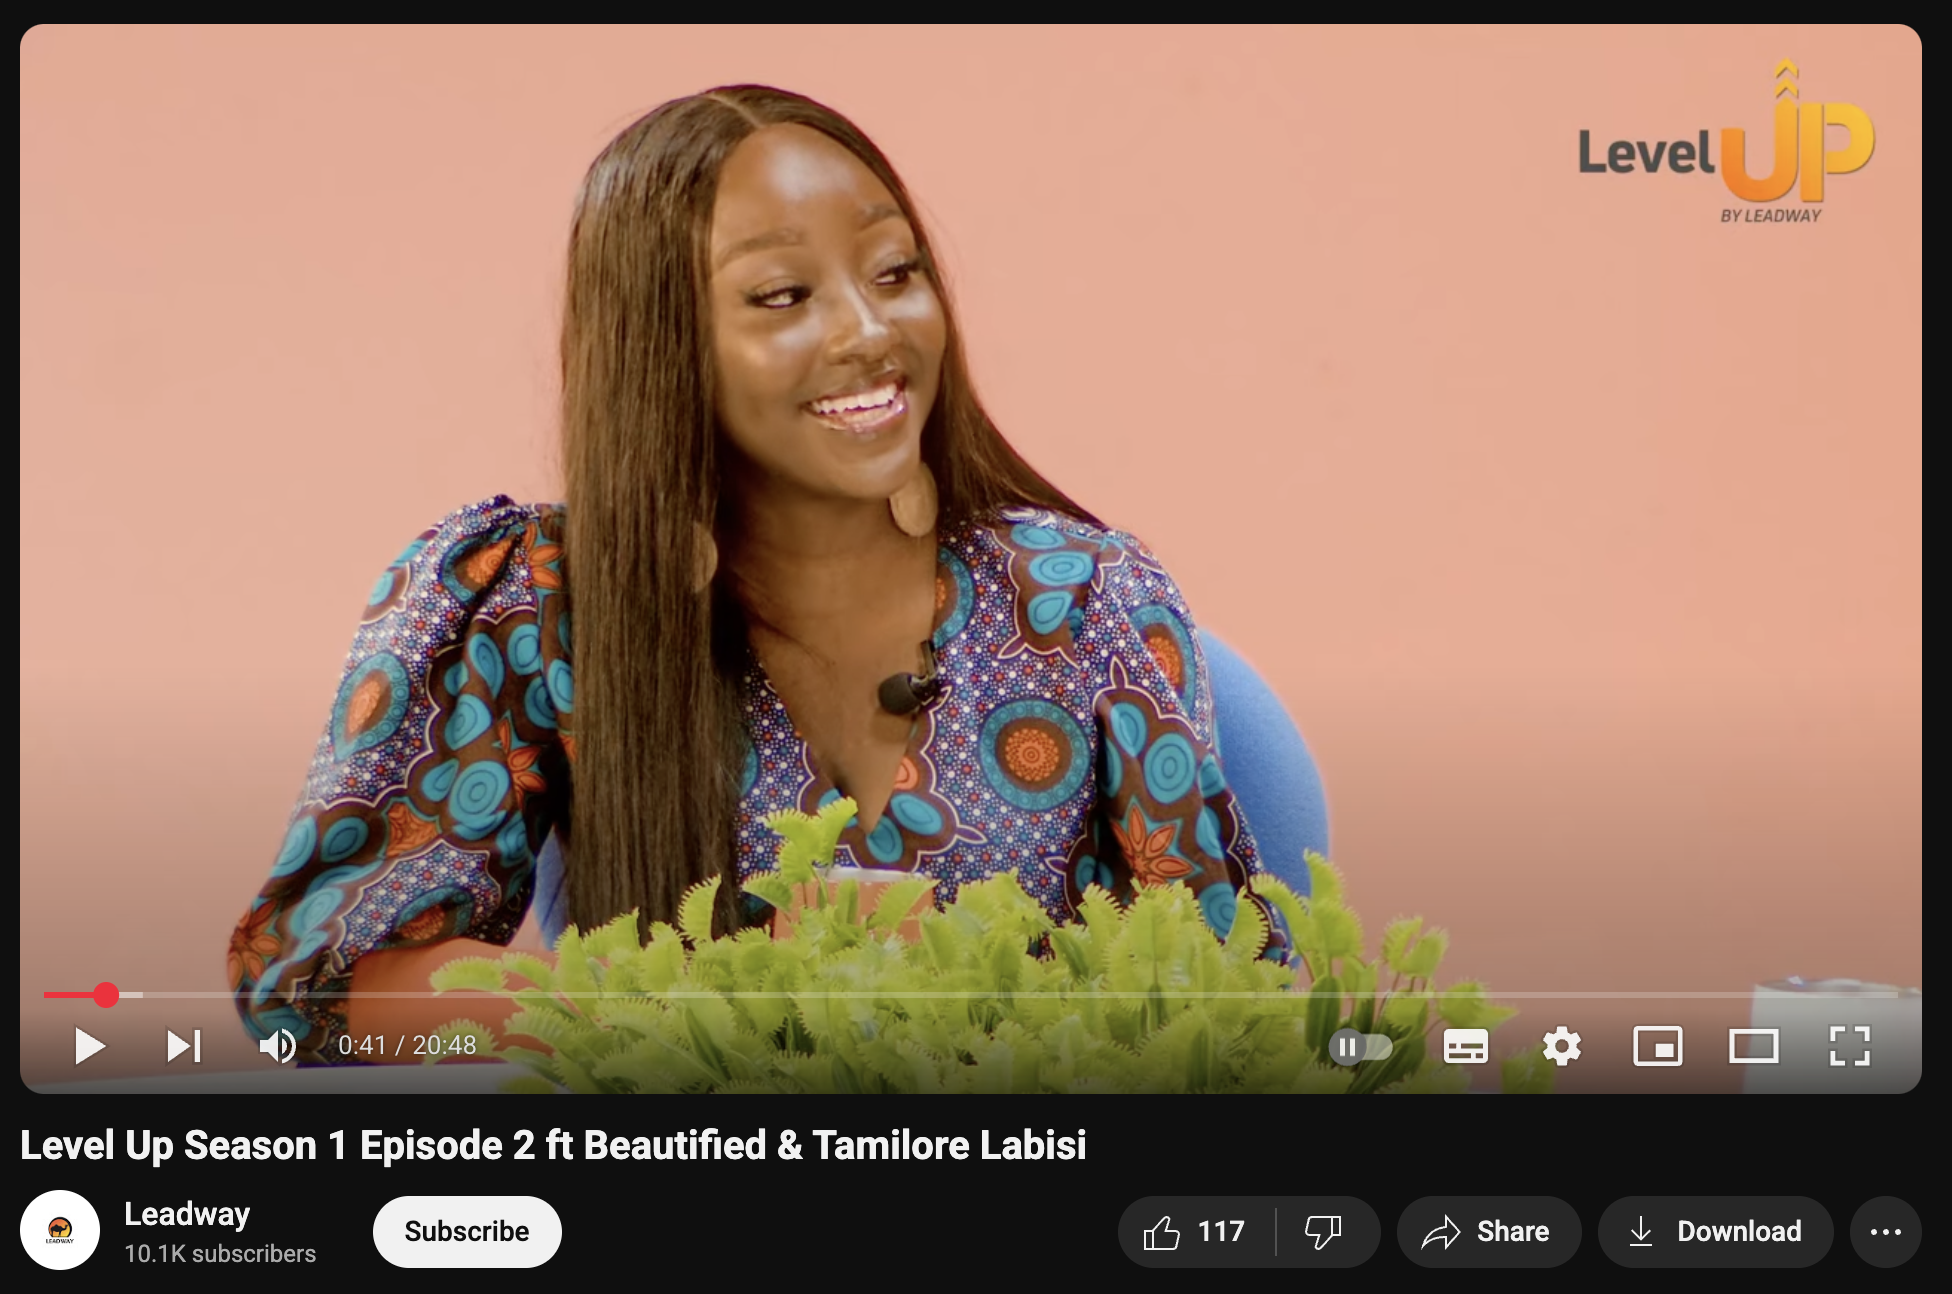 Level UP
BY LEADWAY
0:41 / 20:48
Level Up Season 1 Episode 2 ft Beautified & Tamilore Labisi
LEADWAY
Leadway
10.1K subscribers
Subscribe
117
Share
Download